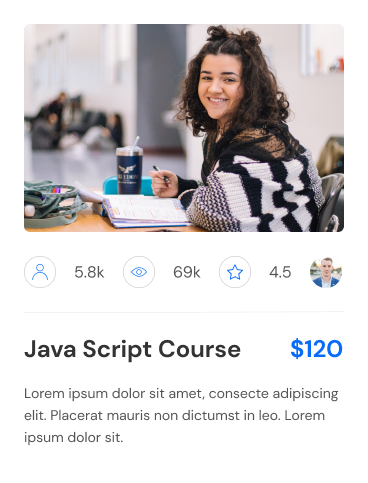 5.8k 69k 4.5
Java Script Course $120
Lorem ipsum dolor sit amet, consecte adipiscing
elit. Placerat mauris non dictumst in leo. Lorem
ipsum dolor sit.